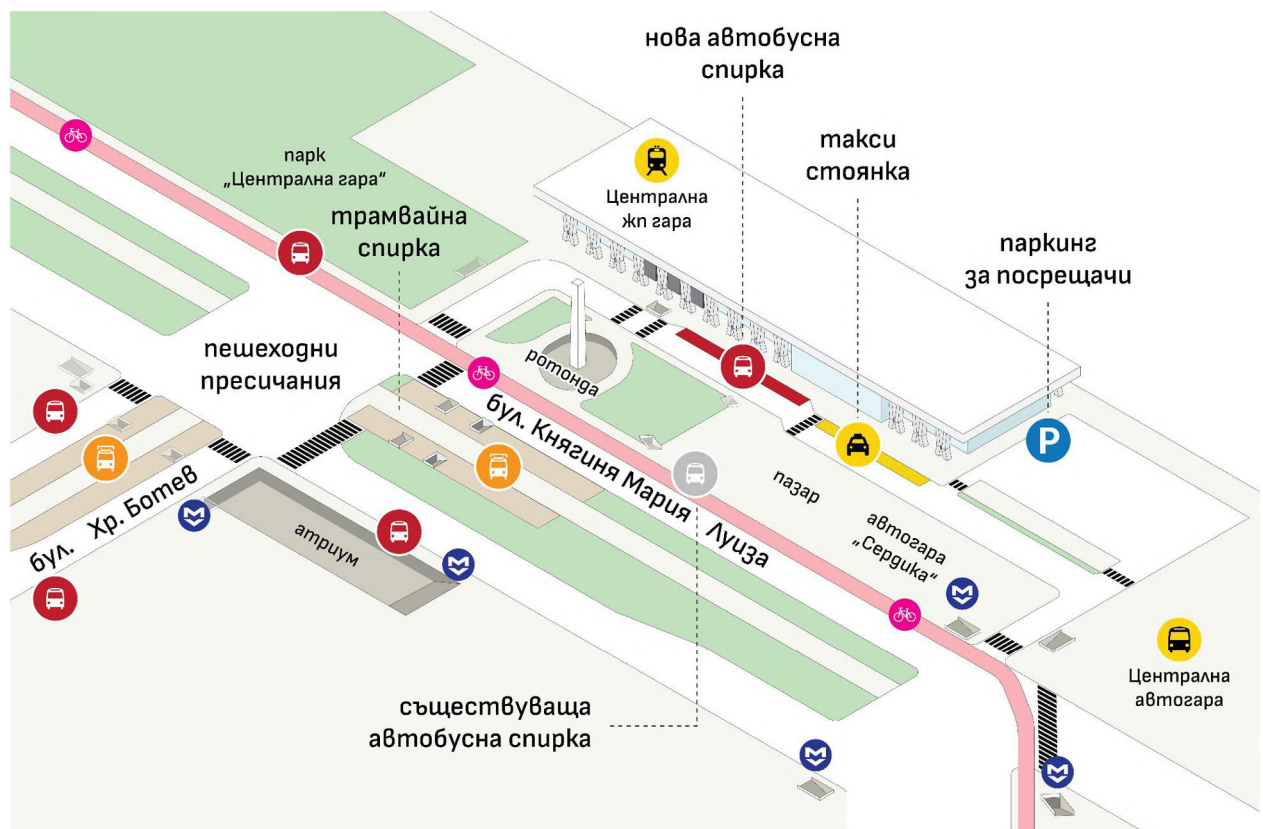 нова автобусна
спирка
такси
стоянка
парк
„Централна гара“
Централна
жп гара
трамвайна
спирка
паркинг
за посрещачи
P
пешеходни
пресичания
ротонда
бул. Княгиня Мария Луиза
пазар
автогара
„Сердика“
бул. Хр. Ботев
атриум
Централна
автогара
съществуваща
автобусна спирка